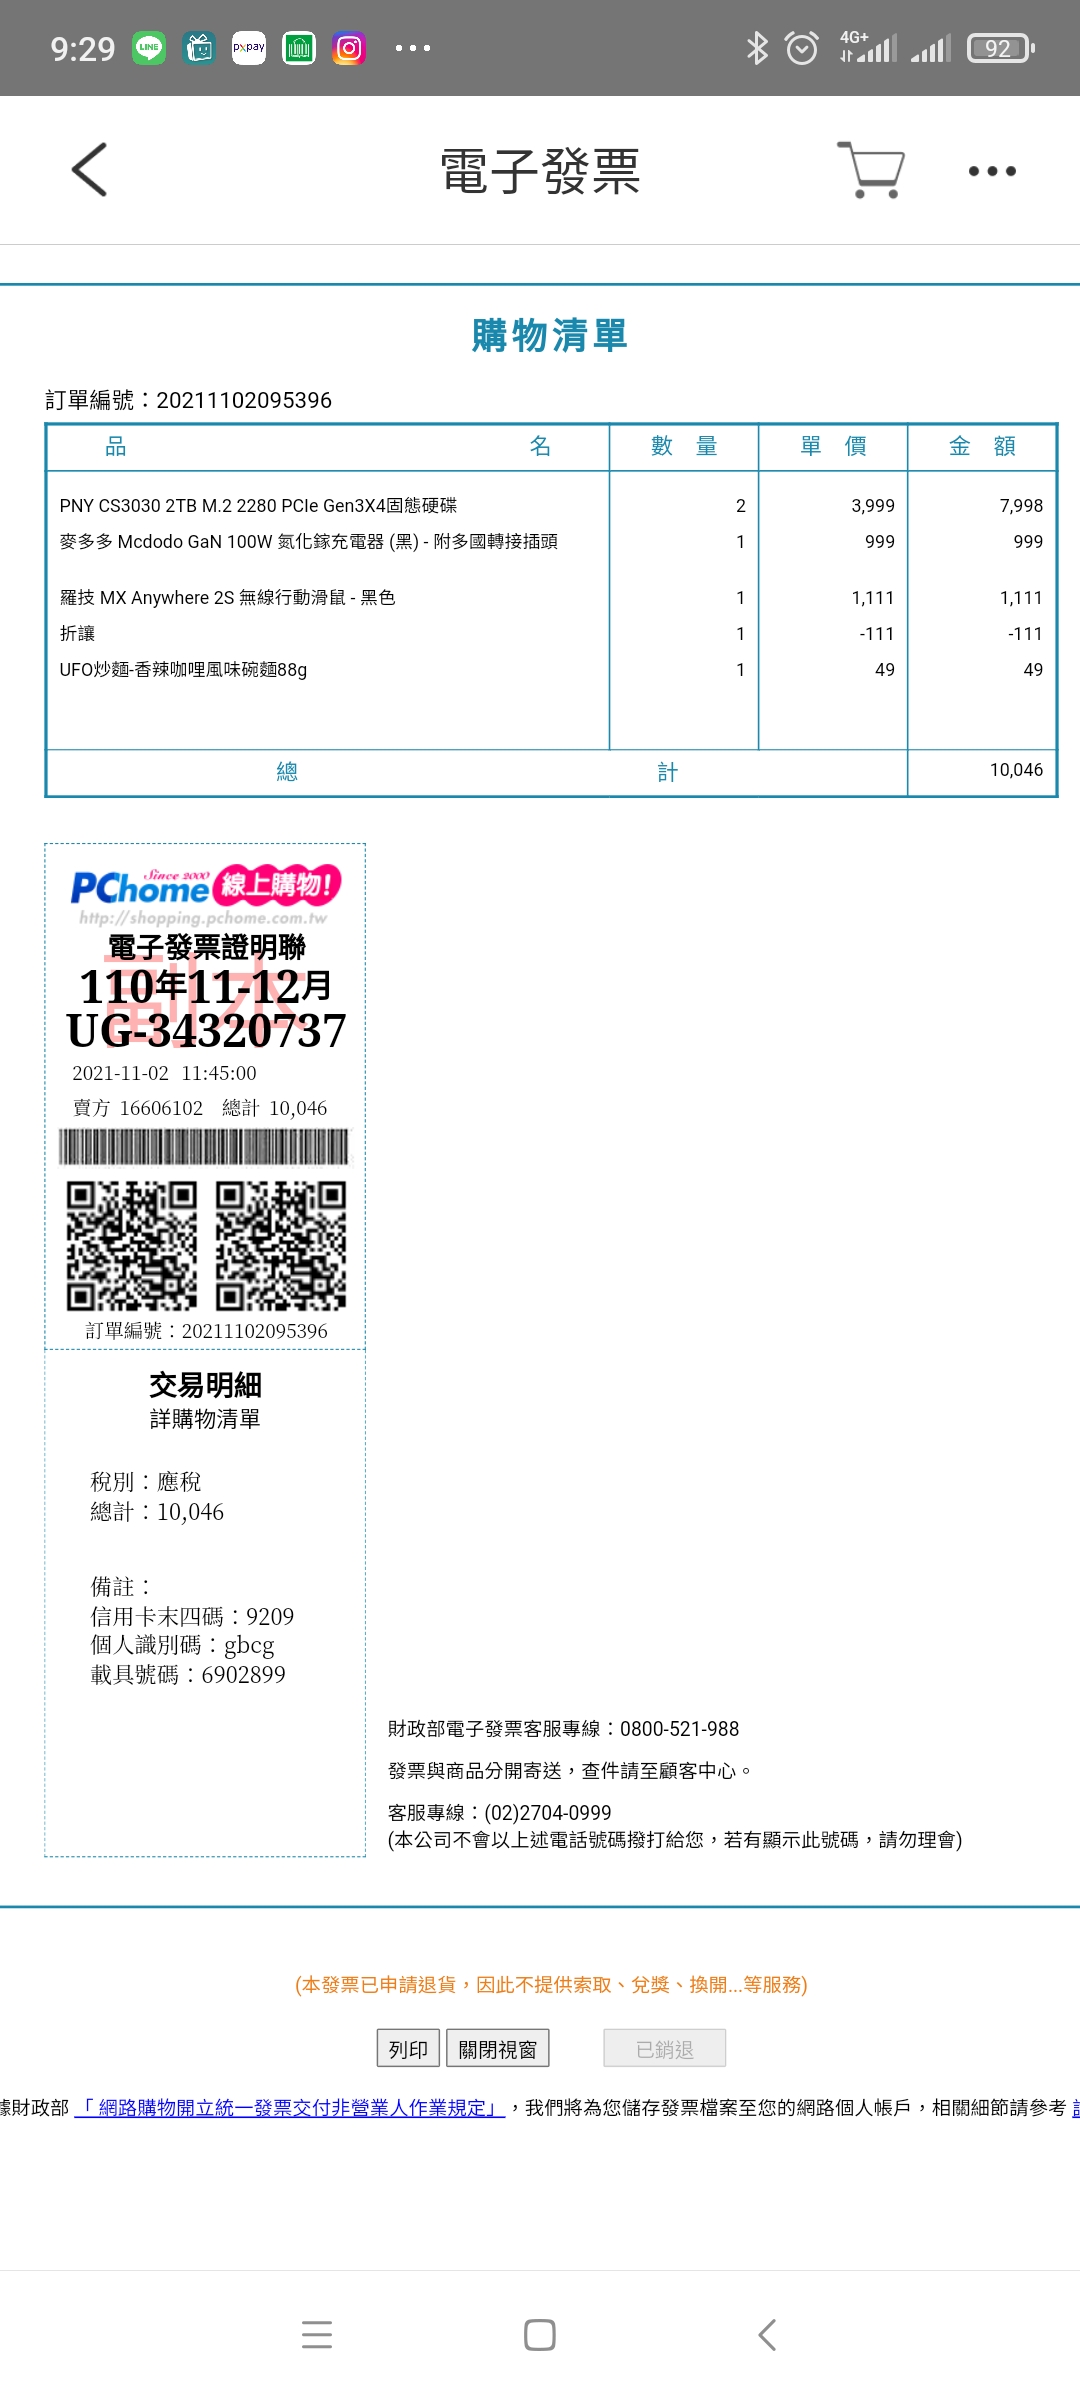 9:29
LINE
pxpay
4G+
92
電子發票
購物清單
訂單編號：20211102095396
品 名 數 量 單 價 金 額
PNY CS3030 2TB M.2 2280 PCIe Gen3X4固態硬碟 2 3,999 7,998
麥多多 Mcdodo GaN 100W 氮化鎵充電器 (黑) - 附多國轉接插頭 1 999 999
羅技 MX Anywhere 2S 無線行動滑鼠 - 黑色 1 1,111 1,111
折讓 1 -111 -111
UFO炒麵-香辣咖哩風味碗麵88g 1 49 49
總 計 10,046
Since 2000
PChome線上購物!
http://shopping.pchome.com.tw
電子發票證明聯
副本
110年11-12月
UG-34320737
2021-11-02 11:45:00
賣方 16606102 總計 10,046
訂單編號：20211102095396
交易明細
詳購物清單
稅別：應稅
總計：10,046
備註：
信用卡末四碼：9209
個人識別碼：gbcg
載具號碼：6902899
財政部電子發票客服專線：0800-521-988
發票與商品分開寄送，查件請至顧客中心。
客服專線：(02)2704-0999
(本公司不會以上述電話號碼撥打給您，若有顯示此號碼，請勿理會)
(本發票已申請退貨，因此不提供索取、兌獎、換開...等服務)
列印 關閉視窗 已銷退
據財政部「 網路購物開立統一發票交付非營業人作業規定」，我們將為您儲存發票檔案至您的網路個人帳戶，相關細節請參考